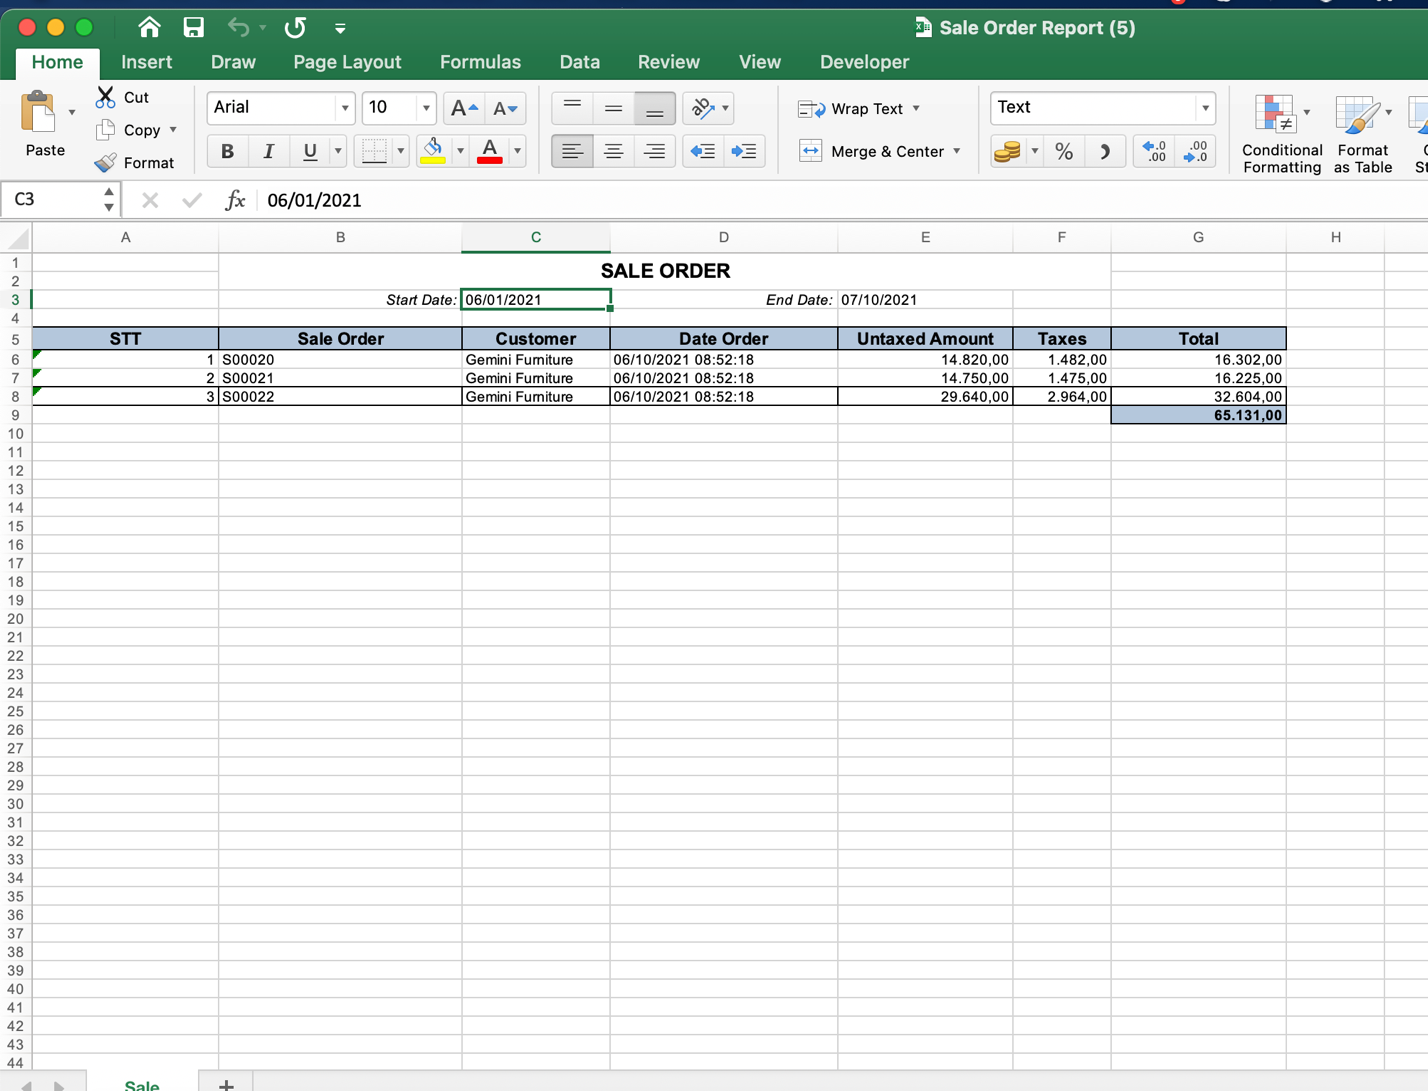 Sale Order Report (5)
Home Insert Draw Page Layout Formulas Data Review View Developer
Paste
Cut
Copy
Format
Arial 10 A A
B I U A
Wrap Text
Merge & Center
Text
% )
.0 .00 .00 .0
Conditional Formatting
Format as Table
C3 fx 06/01/2021
A B C D E F G H
1
SALE ORDER
2
3 Start Date: 06/01/2021 End Date: 07/10/2021
4
5 STT Sale Order Customer Date Order Untaxed Amount Taxes Total
6 1 S00020 Gemini Furniture 06/10/2021 08:52:18 14.820,00 1.482,00 16.302,00
7 2 S00021 Gemini Furniture 06/10/2021 08:52:18 14.750,00 1.475,00 16.225,00
8 3 S00022 Gemini Furniture 06/10/2021 08:52:18 29.640,00 2.964,00 32.604,00
9 65.131,00
10
11
12
13
14
15
16
17
18
19
20
21
22
23
24
25
26
27
28
29
30
31
32
33
34
35
36
37
38
39
40
41
42
43
44
Sale +